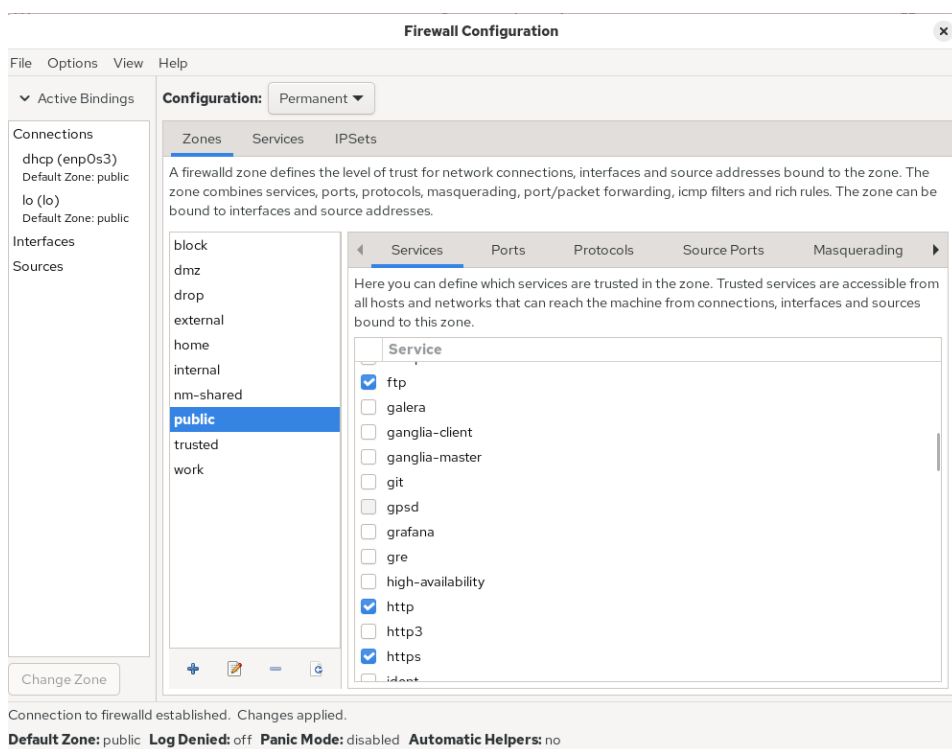 Firewall Configuration
File Options View Help
Active Bindings
Configuration: Permanent
Connections
dhcp (enp0s3)
Default Zone: public
lo (lo)
Default Zone: public
Interfaces
Sources
Zones Services IPSets
A firewalld zone defines the level of trust for network connections, interfaces and source addresses bound to the zone. The
zone combines services, ports, protocols, masquerading, port/packet forwarding, icmp filters and rich rules. The zone can be
bound to interfaces and source addresses.
block
dmz
drop
external
home
internal
nm-shared
public
trusted
work
Services Ports Protocols Source Ports Masquerading
Here you can define which services are trusted in the zone. Trusted services are accessible from
all hosts and networks that can reach the machine from connections, interfaces and sources
bound to this zone.
Service
ftp
galera
ganglia-client
ganglia-master
git
gpsd
grafana
gre
high-availability
http
http3
https
ident
Change Zone
Connection to firewalld established. Changes applied.
Default Zone: public Log Denied: off Panic Mode: disabled Automatic Helpers: no